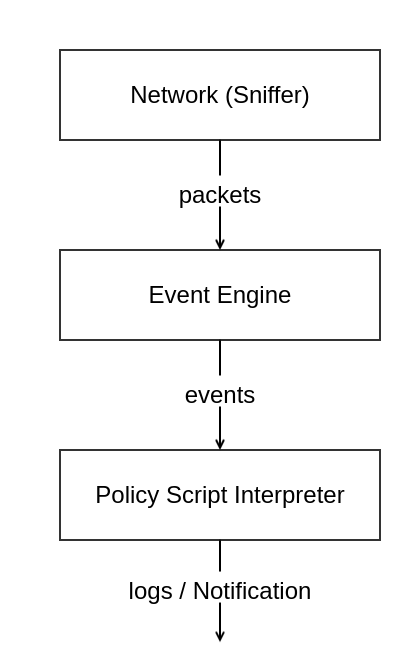 Network (Sniffer)
packets
Event Engine
events
Policy Script Interpreter
logs / Notification